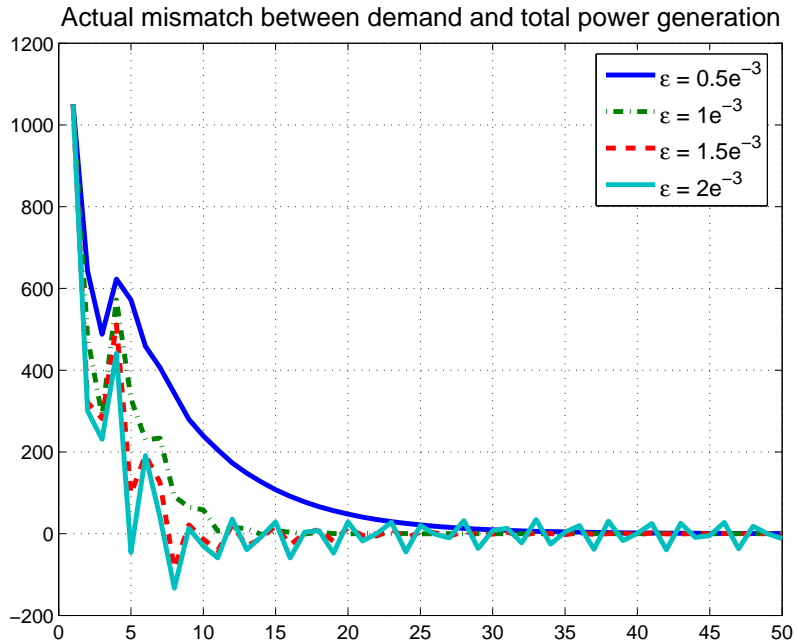 Actual mismatch between demand and total power generation
1200
1000
800
600
400
200
0
−200
0 5 10 15 20 25 30 35 40 45 50
ε = 0.5e⁻³
ε = 1e⁻³
ε = 1.5e⁻³
ε = 2e⁻³